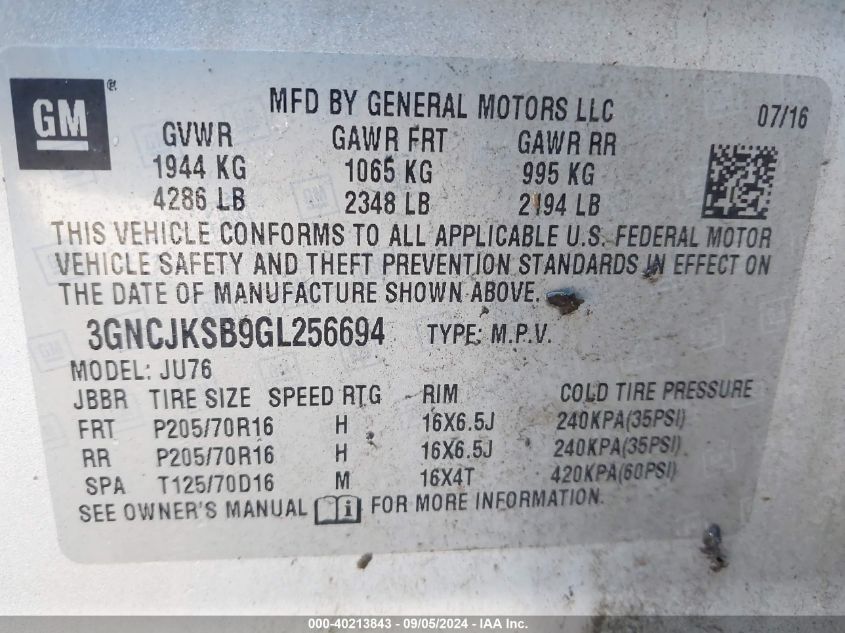 GM ®
MFD BY GENERAL MOTORS LLC 07/16
GVWR GAWR FRT GAWR RR
1944 KG 1065 KG 995 KG
4286 LB 2348 LB 2194 LB
THIS VEHICLE CONFORMS TO ALL APPLICABLE U.S. FEDERAL MOTOR
VEHICLE SAFETY AND THEFT PREVENTION STANDARDS IN EFFECT ON
THE DATE OF MANUFACTURE SHOWN ABOVE.
3GNCJKSB9GL256694 TYPE: M.P.V.
MODEL: JU76
JBBR TIRE SIZE SPEED RTG RIM COLD TIRE PRESSURE
FRT P205/70R16 H 16X6.5J 240KPA(35PSI)
RR P205/70R16 H 16X6.5J 240KPA(35PSI)
SPA T125/70D16 M 16X4T 420KPA(60PSI)
SEE OWNER'S MANUAL i FOR MORE INFORMATION.
000-40213843 - 09/05/2024 - IAA Inc.